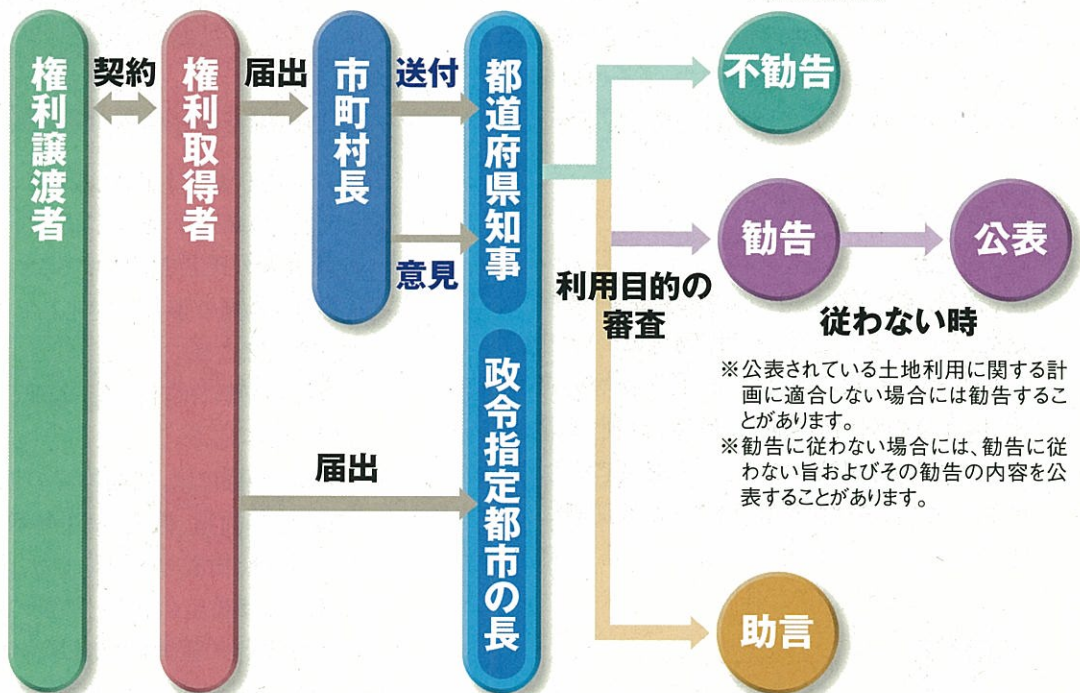 権利譲渡者
契約
権利取得者
届出
市町村長
送付
意見
都道府県知事
届出
政令指定都市の長
利用目的の
審査
不勧告
勧告
公表
従わない時
※公表されている土地利用に関する計
画に適合しない場合には勧告するこ
とがあります。
※勧告に従わない場合には、勧告に従
わない旨およびその勧告の内容を公
表することがあります。
助言